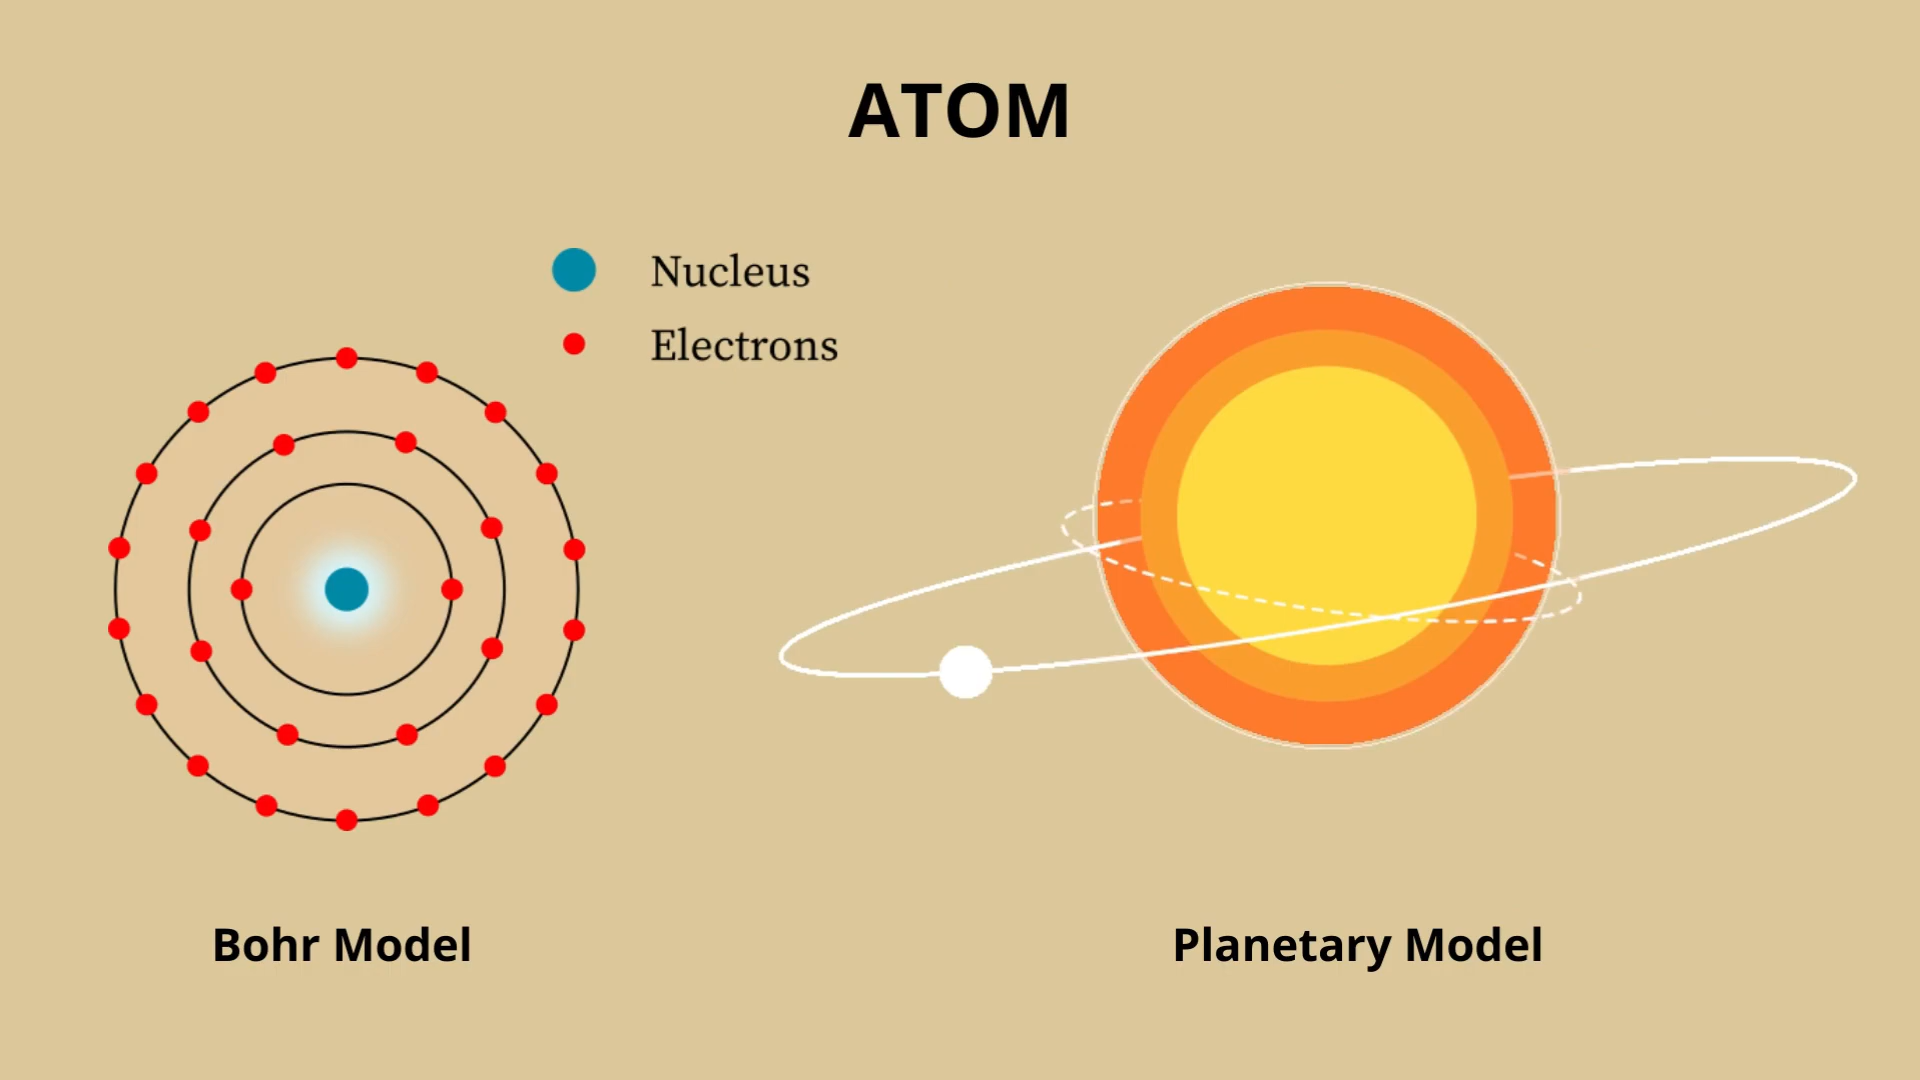 ATOM
Nucleus
Electrons
Bohr Model
Planetary Model